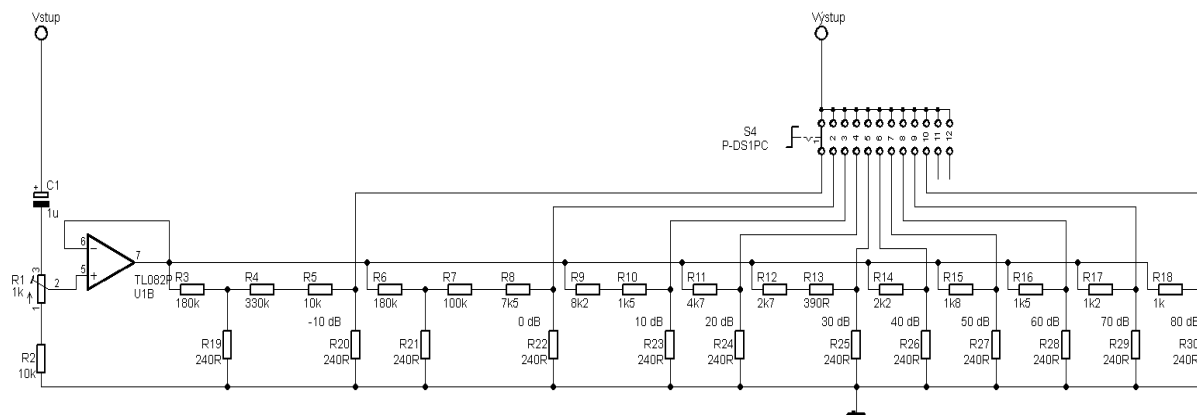 Vstup
Výstup
S4
P-DS1PC
1 2 3 4 5 6 7 8 9 10 11 12
C1
+
1u
R1
1k
3
2
1
6
5
7
TL082P
U1B
R3
180k
R4
330k
R5
10k
R6
180k
R7
100k
R8
7k5
R9
8k2
R10
1k5
R11
4k7
R12
2k7
R13
390R
R14
2k2
R15
1k8
R16
1k5
R17
1k2
R18
1k
-10 dB
0 dB
10 dB
20 dB
30 dB
40 dB
50 dB
60 dB
70 dB
80 dB
R2
10k
R19
240R
R20
240R
R21
240R
R22
240R
R23
240R
R24
240R
R25
240R
R26
240R
R27
240R
R28
240R
R29
240R
R30
240R